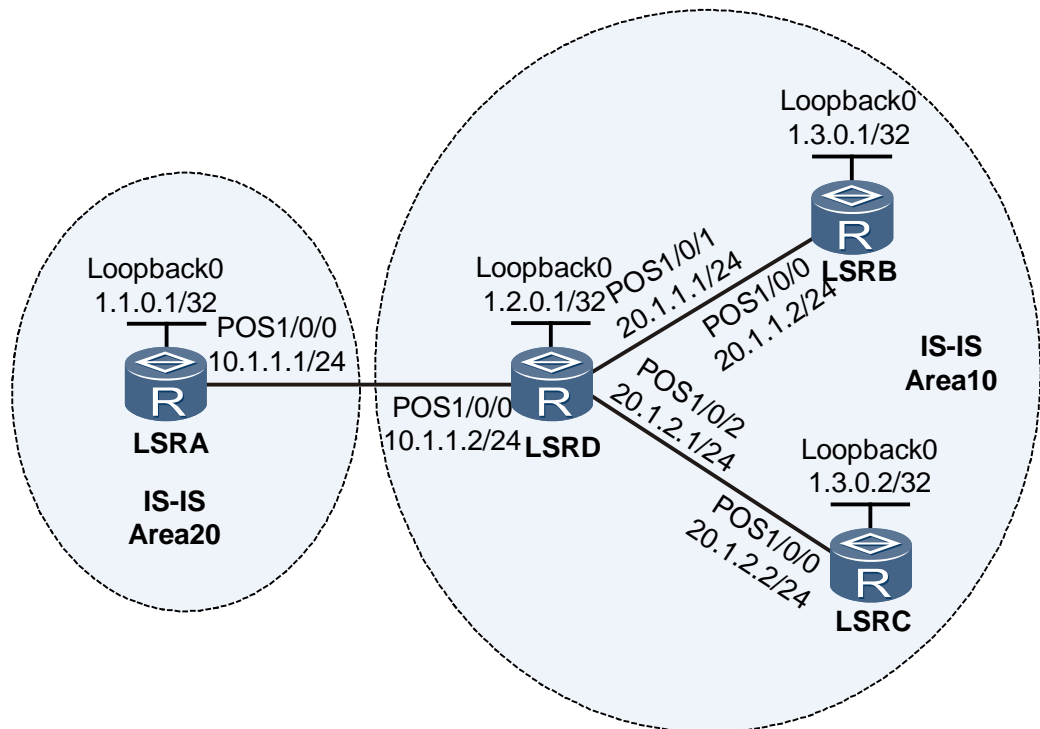 Loopback0
1.1.0.1/32
POS1/0/0
10.1.1.1/24
R
LSRA
IS-IS
Area20
Loopback0
1.2.0.1/32
POS1/0/0
10.1.1.2/24
R
LSRD
POS1/0/1
20.1.1.1/24
POS1/0/0
20.1.1.2/24
Loopback0
1.3.0.1/32
R
LSRB
IS-IS
Area10
POS1/0/2
20.1.2.1/24
POS1/0/0
20.1.2.2/24
Loopback0
1.3.0.2/32
R
LSRC